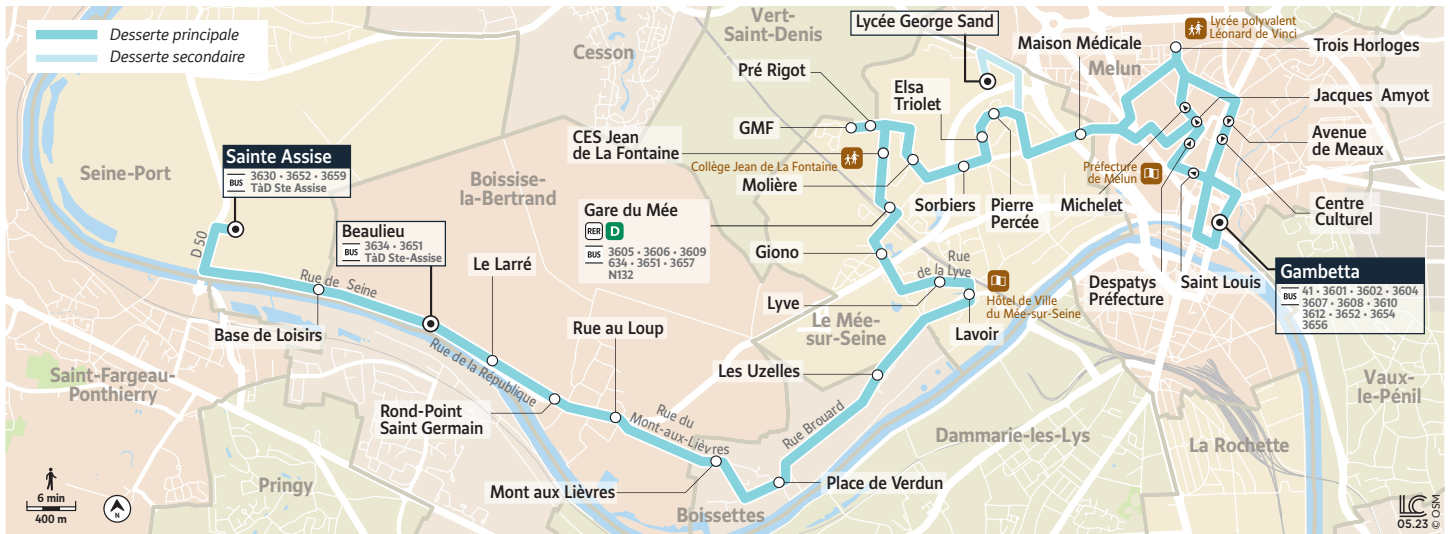 Desserte principale
Desserte secondaire
Vert-
Saint-Denis
Cesson
Lycée George Sand
Lycée polyvalent
Léonard de Vinci
Maison Médicale
Trois Horloges
Melun
Pré Rigot
Elsa
Triolet
Jacques Amyot
GMF
CES Jean
de La Fontaine
Collège Jean de La Fontaine
Avenue
de Meaux
Préfecture
de Melun
Molière
Sorbiers
Pierre
Percée
Michelet
Centre
Culturel
Seine-Port
Sainte Assise
BUS
3630 • 3652 • 3659
TàD Ste Assise
Boissise-
la-Bertrand
Gare du Mée
RER D
BUS
3605 • 3606 • 3609
634 • 3651 • 3657
N132
Beaulieu
BUS
3634 • 3651
TàD Ste-Assise
D 50
Rue de Seine
Le Larré
Giono
Rue
de la Lyve
Lyve
Hôtel de Ville
du Mée-sur-Seine
Lavoir
Despatys
Préfecture
Saint Louis
Gambetta
BUS
41 • 3601 • 3602 • 3604
3607 • 3608 • 3610
3612 • 3652 • 3654
3656
Base de Loisirs
Rue de la République
Rue au Loup
Le Mée-
sur-Seine
Les Uzelles
Saint-Fargeau-
Ponthierry
Rond-Point
Saint Germain
Rue du
Mont-aux-Lièvres
Rue Brouard
Vaux-
le-Pénil
Dammarie-les-Lys
La Rochette
Pringy
Mont aux Lièvres
Place de Verdun
Boissettes
6 min
400 m
N
LC
05.23
© OSM